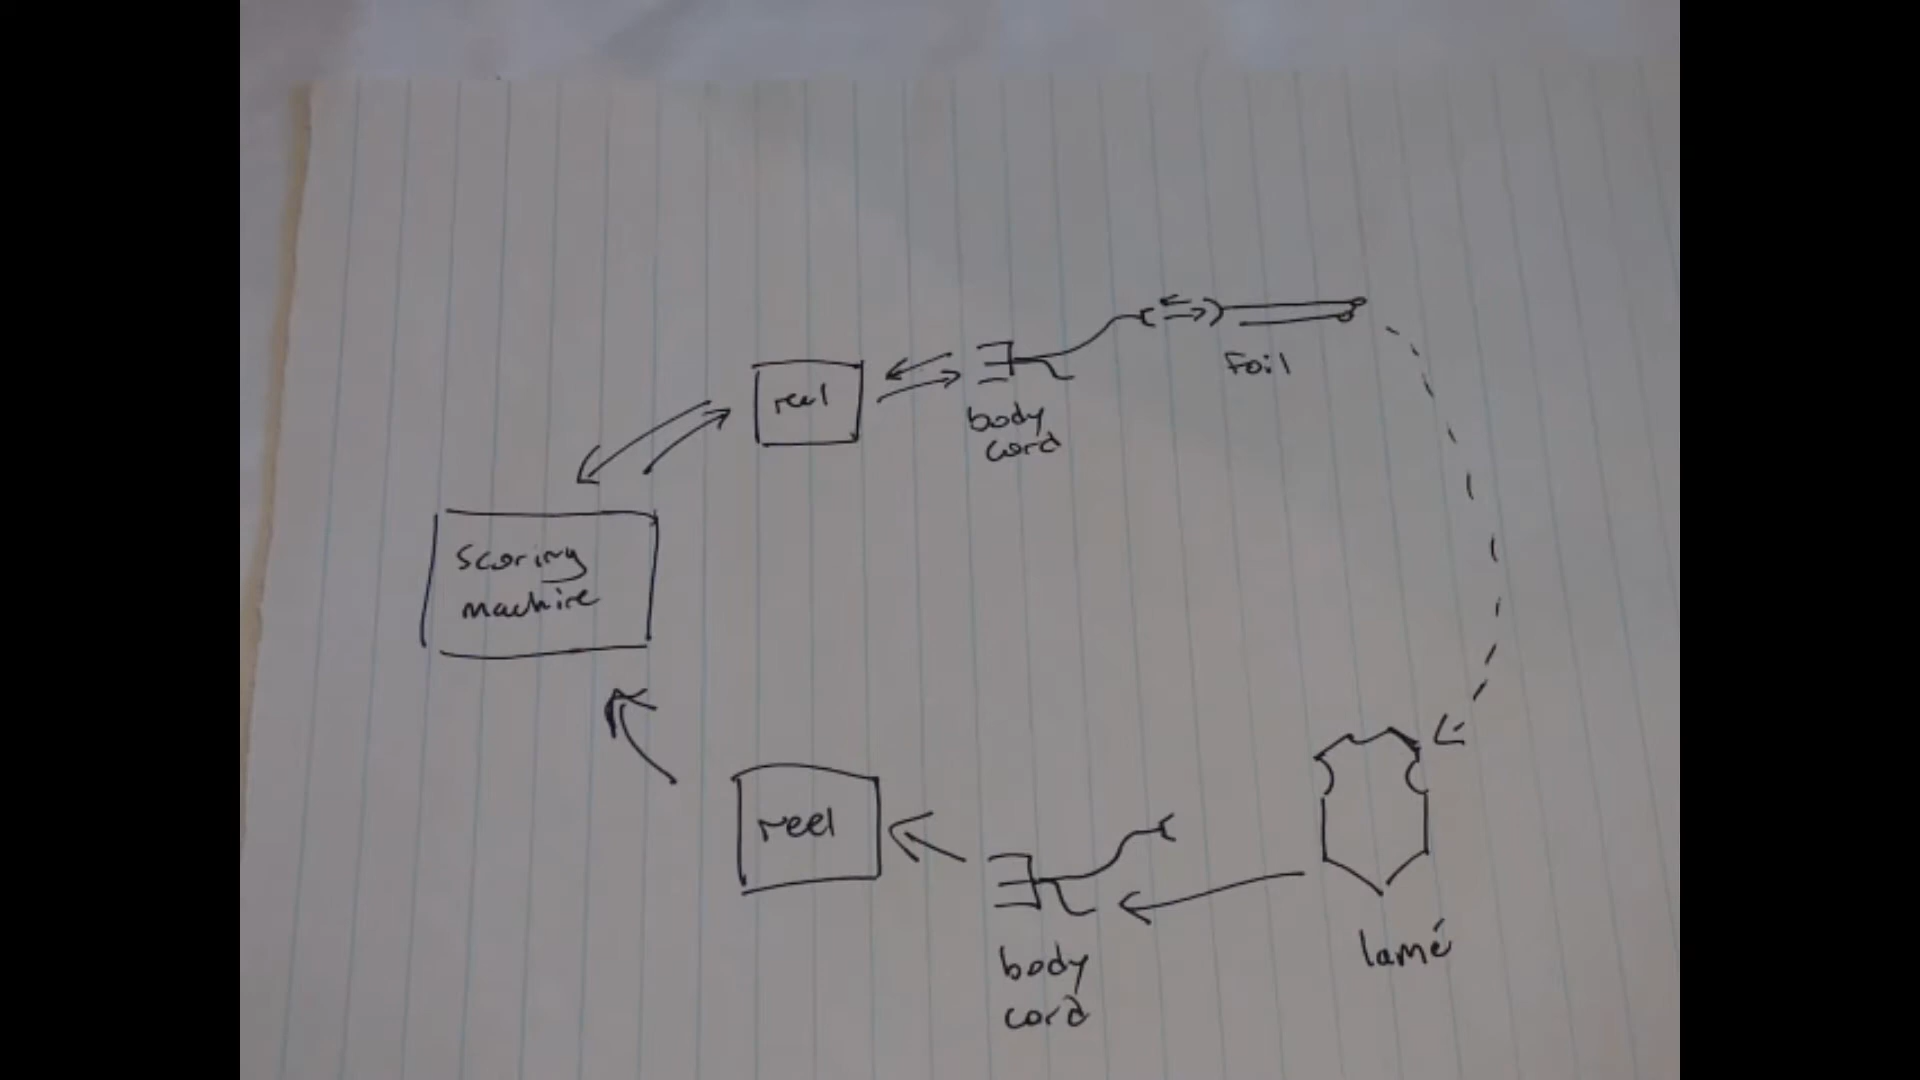 Foil
reel
body
cord
scoring
machine
reel
body
cord
lamé